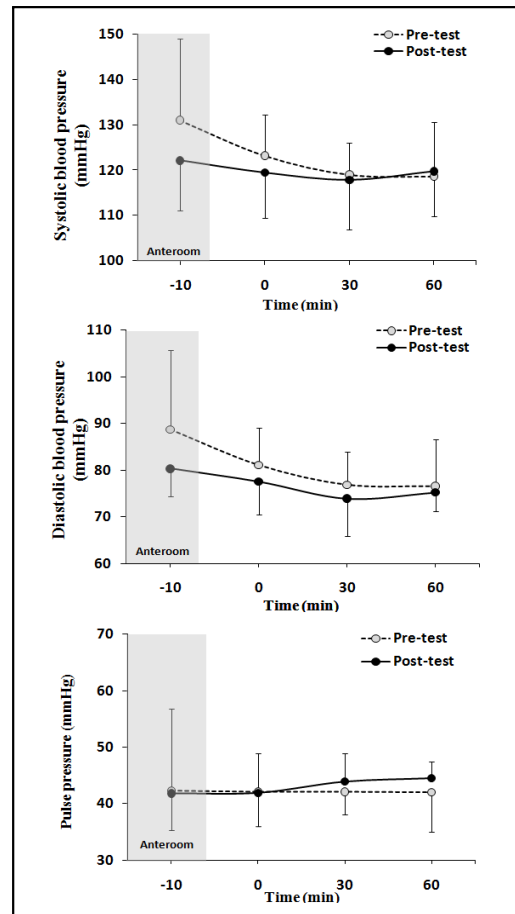 150
140
130
120
110
100
Systolic blood pressure
(mmHg)
Pre-test
Post-test
Anteroom
-10
0
30
60
Time (min)
110
100
90
80
70
60
Diastolic blood pressure
(mmHg)
Pre-test
Post-test
Anteroom
-10
0
30
60
Time (min)
70
60
50
40
30
Pulse pressure (mmHg)
Pre-test
Post-test
Anteroom
-10
0
30
60
Time (min)